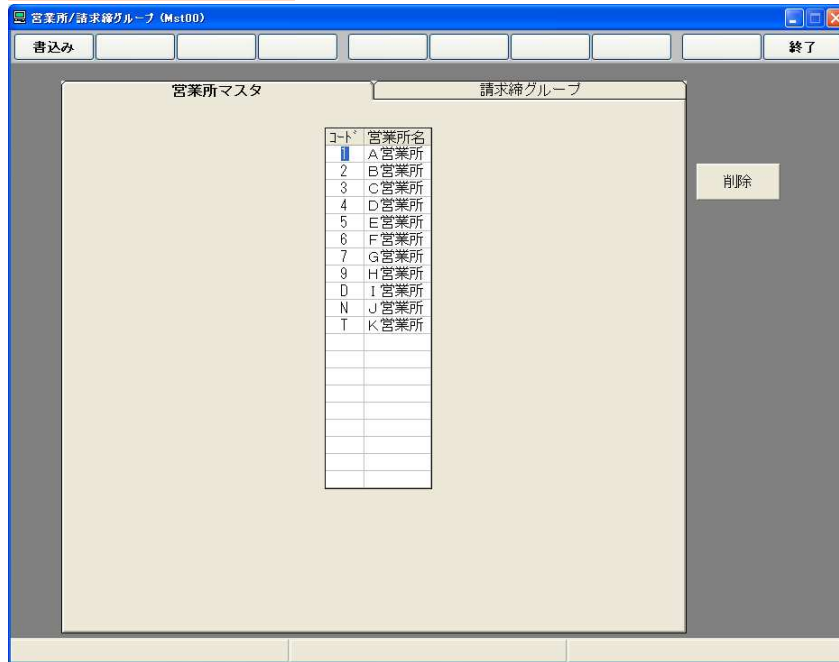 営業所/請求締グループ (Mst00)
書込み 終了
営業所マスタ 請求締グループ
ｺｰﾄﾞ 営業所名
1 Ａ営業所
2 Ｂ営業所
3 Ｃ営業所
4 Ｄ営業所
5 Ｅ営業所
6 Ｆ営業所
7 Ｇ営業所
9 Ｈ営業所
D Ｉ営業所
N Ｊ営業所
T Ｋ営業所
削除